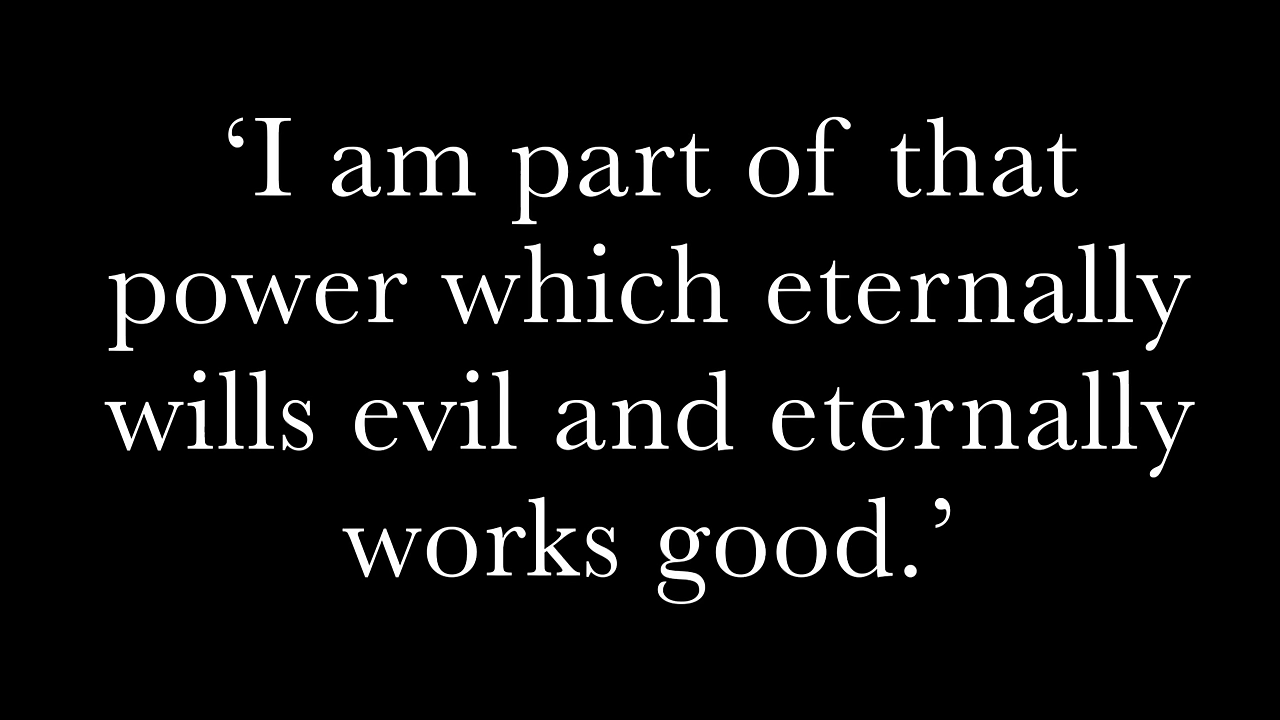 ‘I am part of that
power which eternally
wills evil and eternally
works good.’